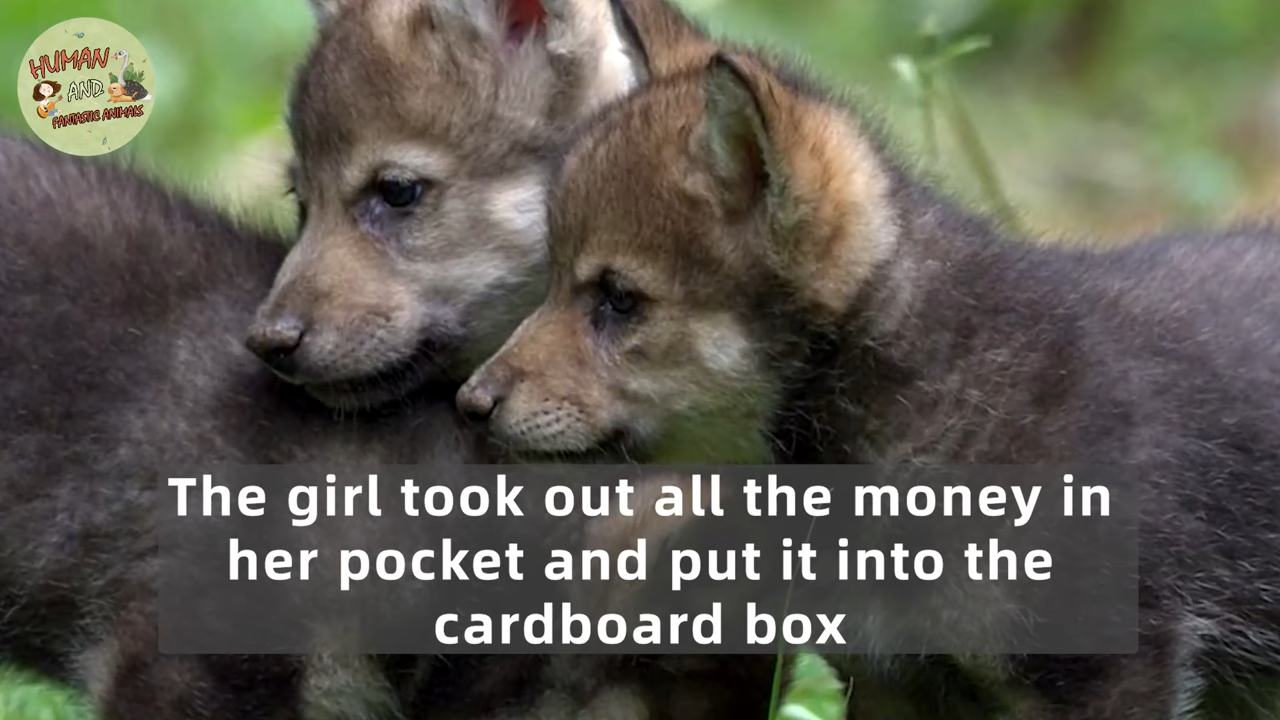 HUMAN
AND
FANTASTIC ANIMALS
The girl took out all the money in
her pocket and put it into the
cardboard box